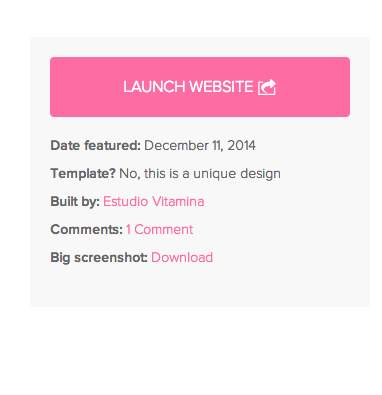 LAUNCH WEBSITE
Date featured: December 11, 2014
Template? No, this is a unique design
Built by: Estudio Vitamina
Comments: 1 Comment
Big screenshot: Download